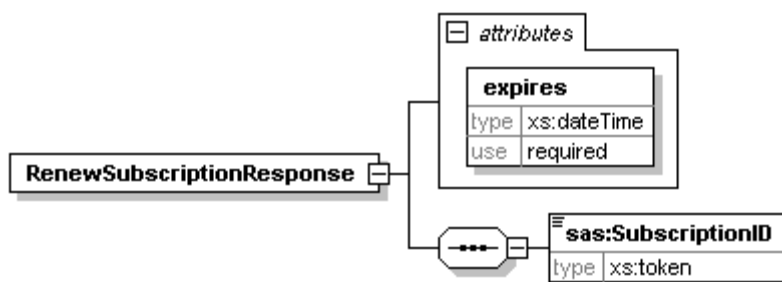 attributes
expires
type xs:dateTime
use required
RenewSubscriptionResponse
sas:SubscriptionID
type xs:token